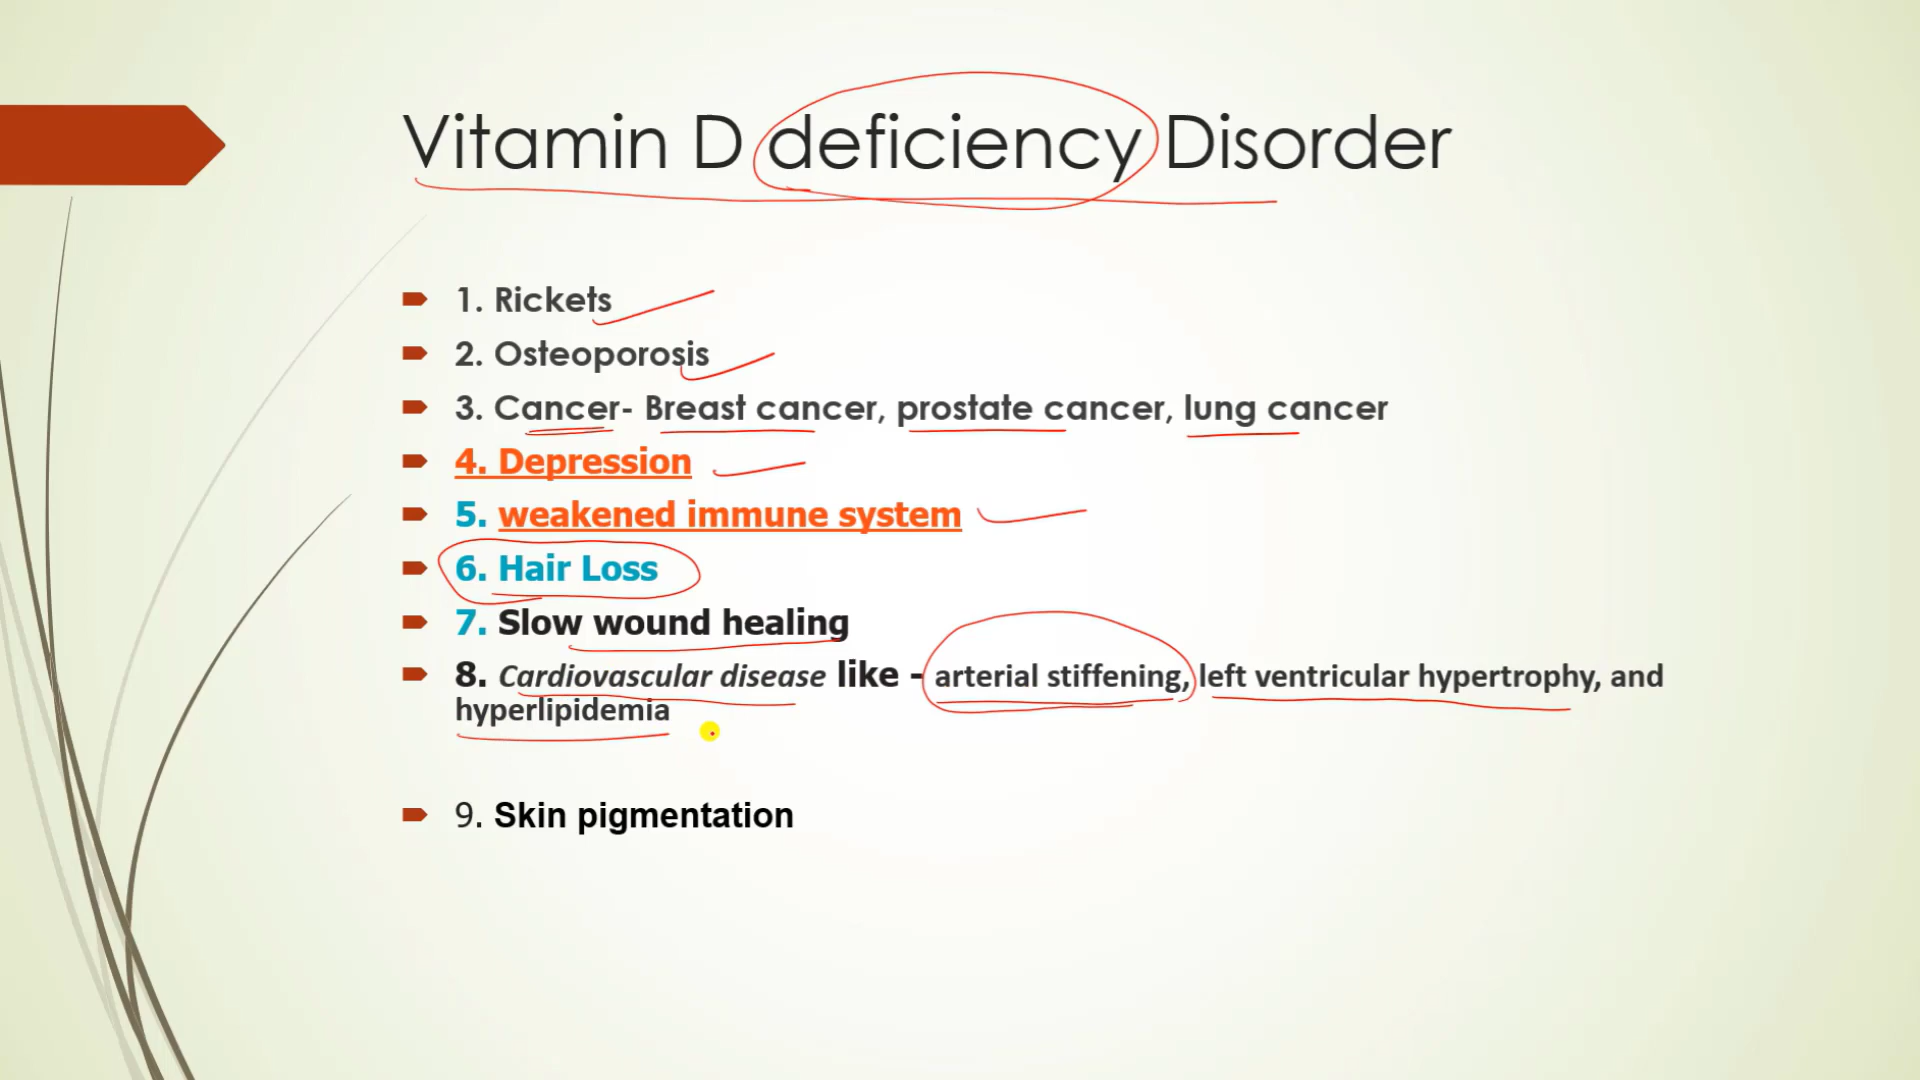 Vitamin D deficiency Disorder
1. Rickets
2. Osteoporosis
3. Cancer- Breast cancer, prostate cancer, lung cancer
4. Depression
5. weakened immune system
6. Hair Loss
7. Slow wound healing
8. Cardiovascular disease like - arterial stiffening, left ventricular hypertrophy, and
hyperlipidemia
9. Skin pigmentation